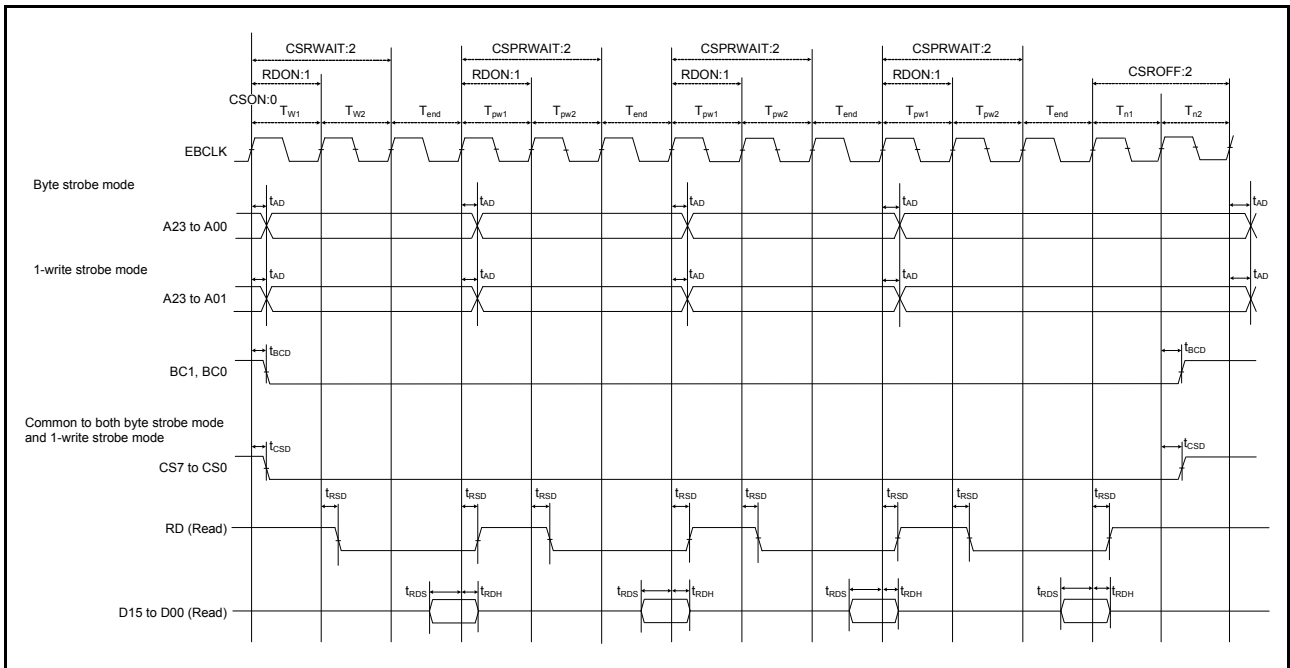 CSRWAIT:2 CSPRWAIT:2 CSPRWAIT:2 CSPRWAIT:2
RDON:1 RDON:1 RDON:1 RDON:1 CSROFF:2
CSON:0
TW1 TW2 Tend Tpw1 Tpw2 Tend Tpw1 Tpw2 Tend Tpw1 Tpw2 Tend Tn1 Tn2
EBCLK
Byte strobe mode
tAD tAD tAD tAD tAD
A23 to A00
1-write strobe mode
tAD tAD tAD tAD tAD
A23 to A01
tBCD tBCD
BC1, BC0
Common to both byte strobe mode
and 1-write strobe mode
tCSD tCSD
CS7 to CS0
tRSD tRSD tRSD tRSD tRSD tRSD tRSD tRSD
RD (Read)
tRDS tRDH tRDS tRDH tRDS tRDH tRDS tRDH
D15 to D00 (Read)